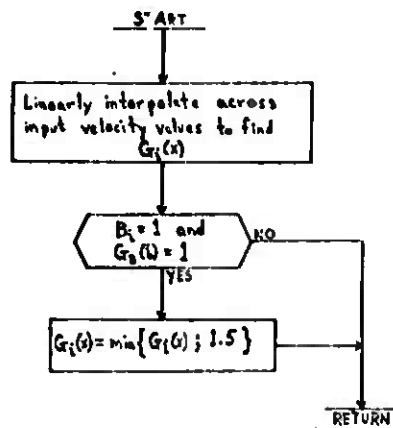 START
Linearly interpolate across
input velocity values to find
Gi(x)
Bi = 1 and
GB(i) = 1
NO
YES
Gi(x) = min{Gi(x) ; 1.5}
RETURN